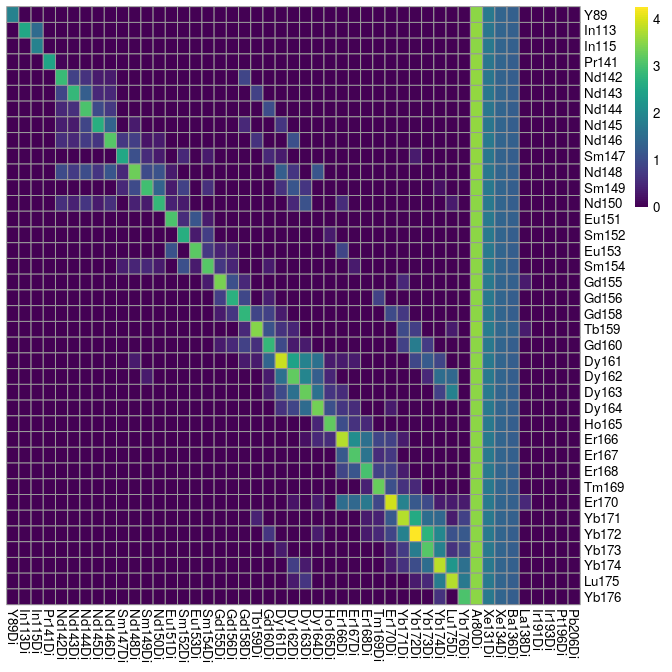 Y89
In113
In115
Pr141
Nd142
Nd143
Nd144
Nd145
Nd146
Sm147
Nd148
Sm149
Nd150
Eu151
Sm152
Eu153
Sm154
Gd155
Gd156
Gd158
Tb159
Gd160
Dy161
Dy162
Dy163
Dy164
Ho165
Er166
Er167
Er168
Tm169
Er170
Yb171
Yb172
Yb173
Yb174
Lu175
Yb176
Y89Di
In113Di
In115Di
Pr141Di
Nd142Di
Nd143Di
Nd144Di
Nd145Di
Nd146Di
Sm147Di
Nd148Di
Sm149Di
Nd150Di
Eu151Di
Sm152Di
Eu153Di
Sm154Di
Gd155Di
Gd156Di
Gd158Di
Tb159Di
Gd160Di
Dy161Di
Dy162Di
Dy163Di
Dy164Di
Ho165Di
Er166Di
Er167Di
Er168Di
Tm169Di
Er170Di
Yb171Di
Yb172Di
Yb173Di
Yb174Di
Lu175Di
Yb176Di
Ar80Di
Xe131Di
Xe134Di
Ba138Di
La138Di
Ir191Di
Ir193Di
Pt196Di
Pb206Di
4
3
2
1
0